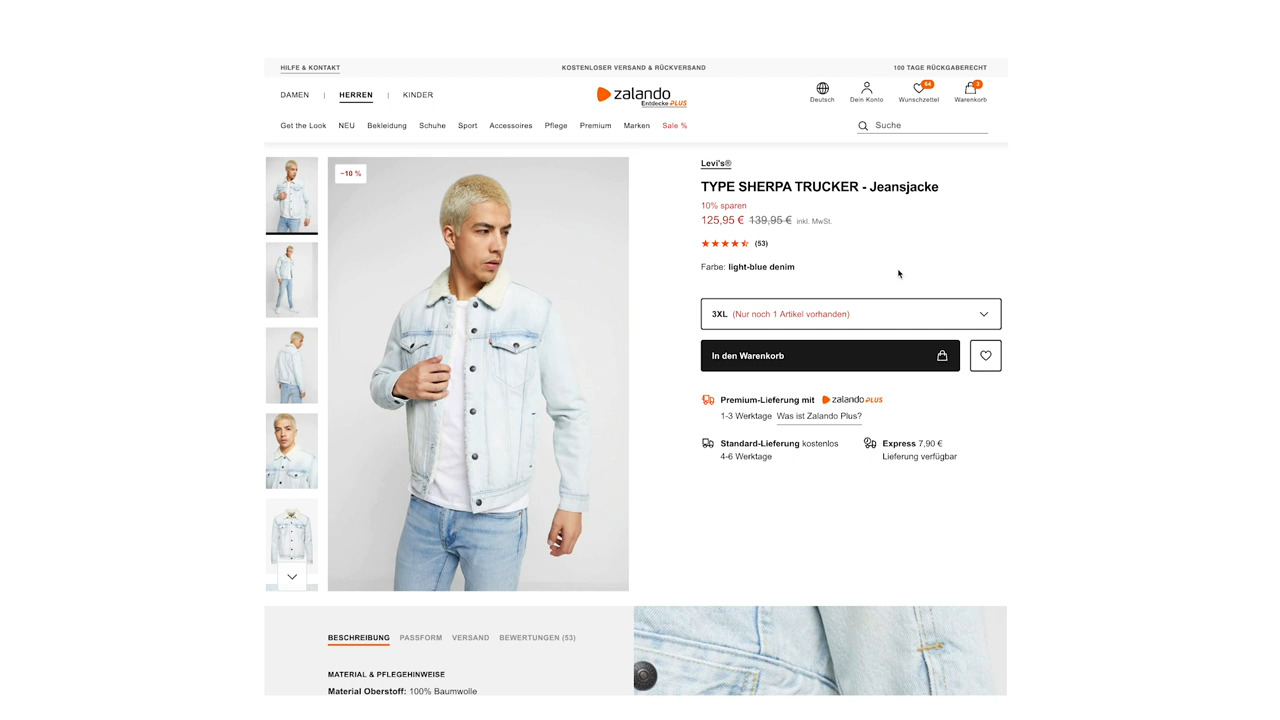 HILFE & KONTAKT
KOSTENLOSER VERSAND & RÜCKVERSAND
100 TAGE RÜCKGABERECHT
DAMEN | HERREN | KINDER
zalando
Entdecke PLUS
64
3
Deutsch
Dein Konto
Wunschzettel
Warenkorb
Get the Look NEU Bekleidung Schuhe Sport Accessoires Pflege Premium Marken Sale %
Suche
−10 %
Levi's®
TYPE SHERPA TRUCKER - Jeansjacke
10% sparen
125,95 € 139,95 € inkl. MwSt.
(53)
Farbe: light-blue denim
3XL (Nur noch 1 Artikel vorhanden)
In den Warenkorb
Premium-Lieferung mit zalando PLUS
1-3 Werktage Was ist Zalando Plus?
Standard-Lieferung kostenlos
4-6 Werktage
Express 7,90 €
Lieferung verfügbar
BESCHREIBUNG PASSFORM VERSAND BEWERTUNGEN (53)
MATERIAL & PFLEGEHINWEISE
Material Oberstoff: 100% Baumwolle